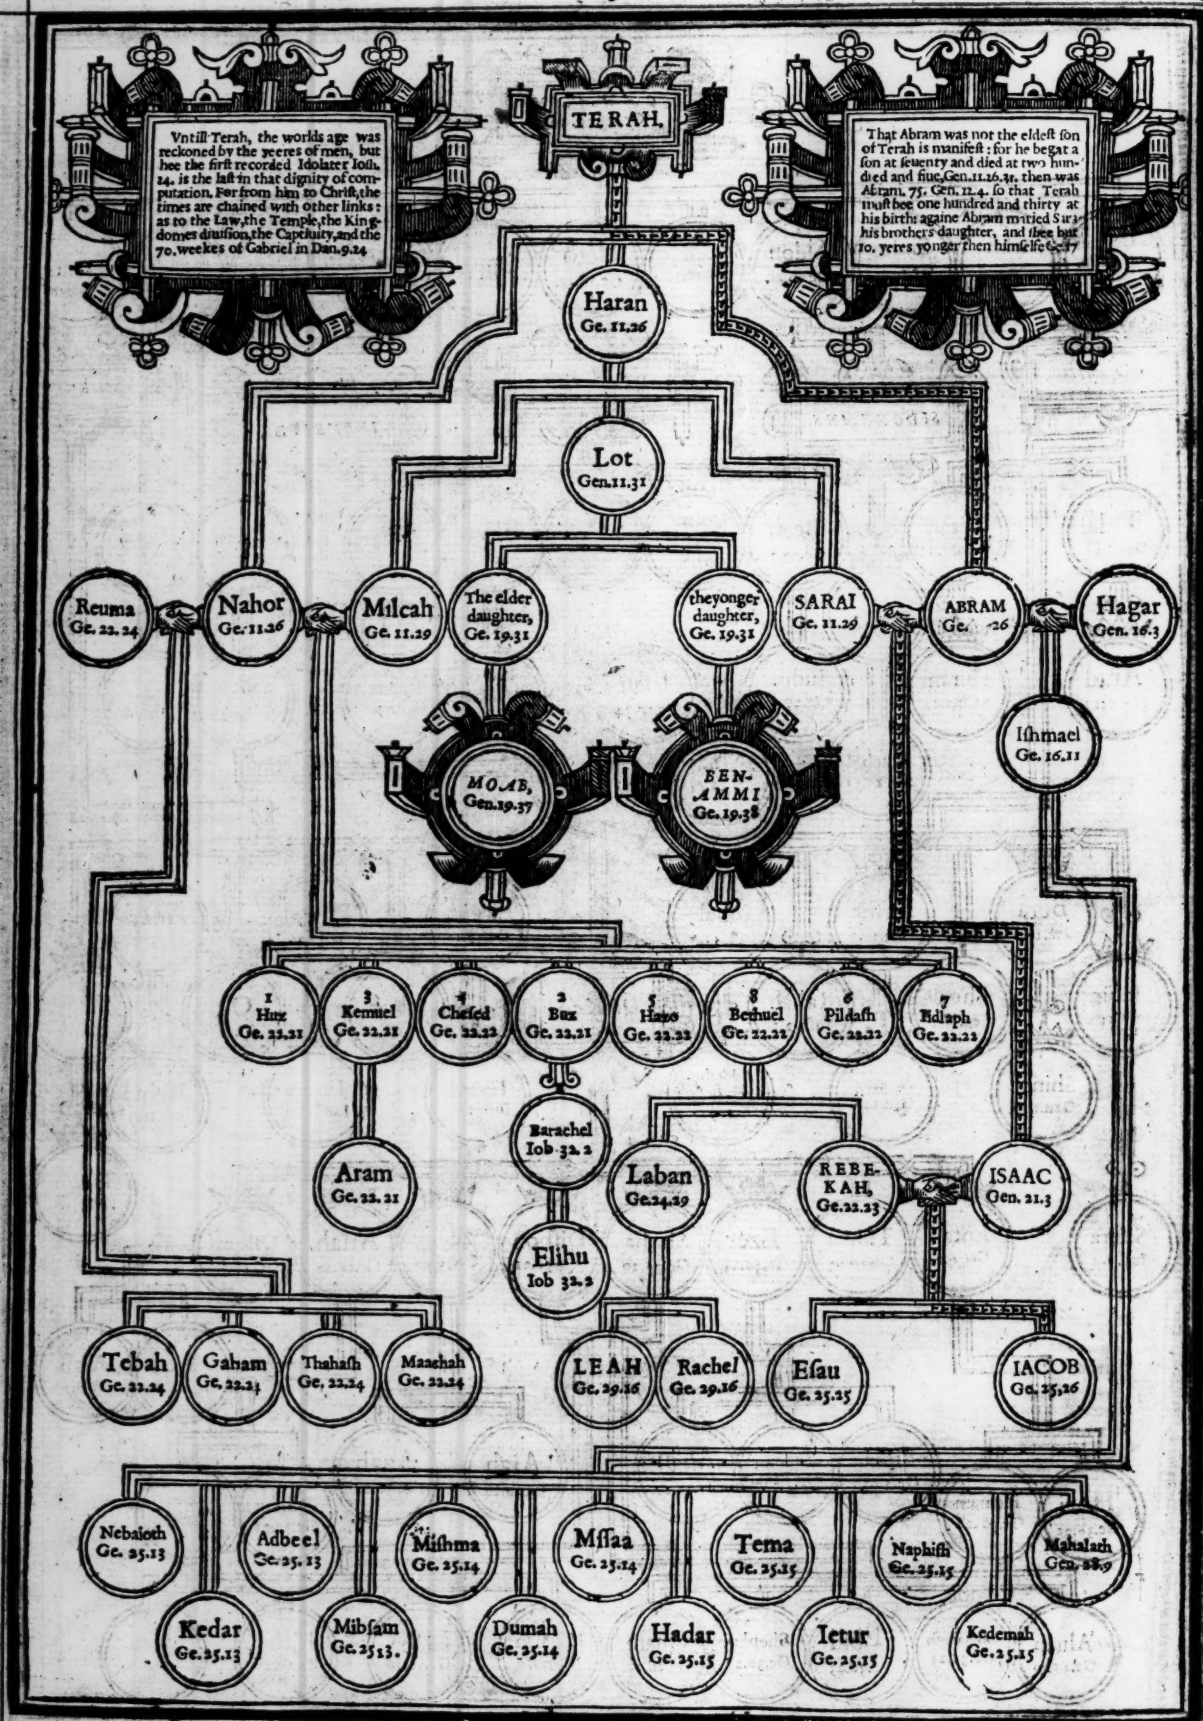 Vntill Terah, the worlds age was
reckoned by the yeeres of men, but
hee the first recorded Idolater Iosh.
24. is the last in that dignity of com-
putation. For from him to Christ, the
times are chained with other links:
as to the Law, the Temple, the King-
domes diuision, the Captiuity, and the
70. weekes of Gabriel in Dan. 9.24
TERAH.
That Abram was not the eldest son
of Terah is manifest: for he begat a
son at seuenty and died at two hun-
died and fiue, Gen. 11.26.31. then was
Abram. 75. Gen. 12.4. so that Terah
must bee one hundred and thirty at
his birth: againe Abram maried Sara
his brothers daughter, and shee but
10. yeres yonger then himselfe Ge.17
Haran
Ge. 11.26
Lot
Gen.11.31
Reuma
Ge. 22.24
Nahor
Ge. 11.26
Milcah
Ge. 11.29
The elder
daughter,
Ge. 19.31
theyonger
daughter,
Ge. 19.31
SARAI
Ge. 11.29
ABRAM
Ge. 26
Hagar
Gen. 16.3
Ishmael
Ge. 16.11
MOAB,
Gen.19.37
BEN-
AMMI
Ge. 19.38
1
Huz
Ge. 22.21
3
Kemuel
Ge. 22.21
4
Chesed
Ge. 22.22
2
Buz
Ge. 22.21
5
Hazo
Ge. 22.22
8
Bethuel
Ge. 22.22
6
Pildash
Ge. 22.22
7
Iidlaph
Ge. 22.22
Aram
Ge. 22.21
Barachel
Iob 32.2
Laban
Ge.24.29
REBE-
KAH,
Ge.22.23
ISAAC
Gen. 21.3
Elihu
Iob 32.2
Tebah
Ge. 22.24
Gaham
Ge. 22.24
Thahash
Ge. 22.24
Maachah
Ge. 22.24
LEAH
Ge. 29.16
Rachel
Ge. 29.16
Esau
Ge. 25.25
IACOB
Ge. 25,26
Nebaioth
Ge. 25.13
Adbeel
Ge. 25.13
Mishma
Ge. 25.14
Mssaa
Ge. 25.14
Tema
Ge. 25.15
Naphish
Ge. 25.15
Mahalath
Gen. 28.9
Kedar
Ge. 25.13
Mibsam
Ge. 2513.
Dumah
Ge. 25.14
Hadar
Ge. 25.15
Ietur
Ge. 25.15
Kedemah
Ge. 25.15